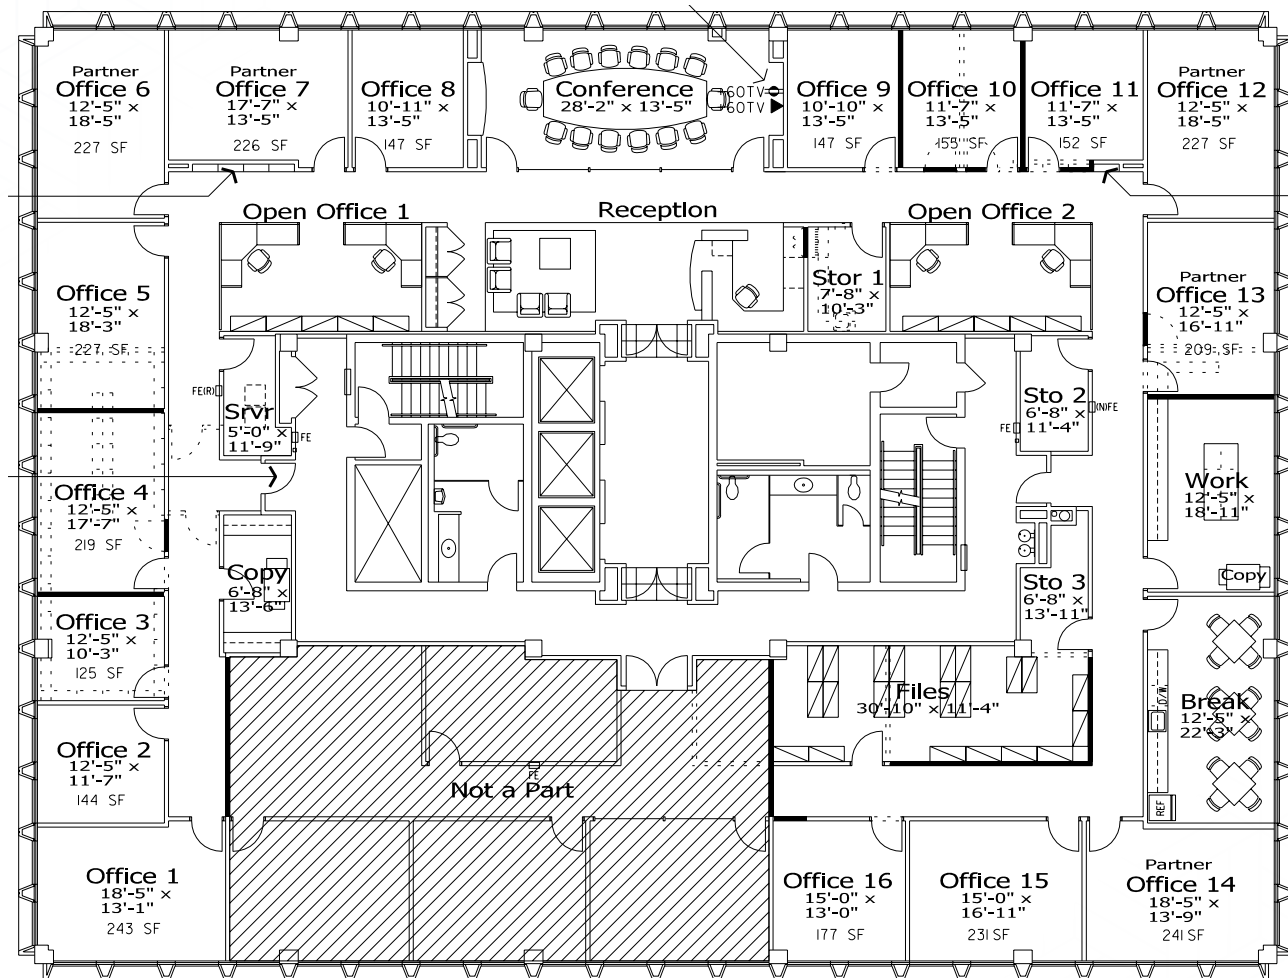 Partner
Office 6
12'-5" ×
18'-5"
227 SF
Partner
Office 7
17'-7" ×
13'-5"
226 SF
Office 8
10'-11" ×
13'-5"
147 SF
Conference
28'-2" x 13'-5"
60TV
60TV
Office 9
10'-10" ×
13'-5"
147 SF
Office 10
11'-7" ×
13'-5"
155 SF
Office 11
11'-7" ×
13'-5"
152 SF
Partner
Office 12
12'-5" ×
18'-5"
227 SF
Open Office 1
Reception
Open Office 2
Office 5
12'-5" ×
18'-3"
227 SF
Stor 1
7'-8" ×
10'-3"
Partner
Office 13
12'-5" ×
16'-11"
209 SF
FE(R)
Srvr
5'-0" ×
11'-9"
FE
Sto 2
6'-8" ×
11'-4"
FE
(N)FE
Office 4
12'-5" ×
17'-7"
219 SF
Work
12'-5" ×
18'-11"
Copy
Copy
6'-8" ×
13'-6"
Sto 3
6'-8" ×
13'-11"
Office 3
12'-5" ×
10'-3"
125 SF
Files
30'-10" x 11'-4"
D/W
Break
12'-5" ×
22'-3"
REF
Office 2
12'-5" ×
11'-7"
144 SF
FE
Not a Part
Office 1
18'-5" ×
13'-1"
243 SF
Office 16
15'-0" ×
13'-0"
177 SF
Office 15
15'-0" ×
16'-11"
231 SF
Partner
Office 14
18'-5" ×
13'-9"
241 SF